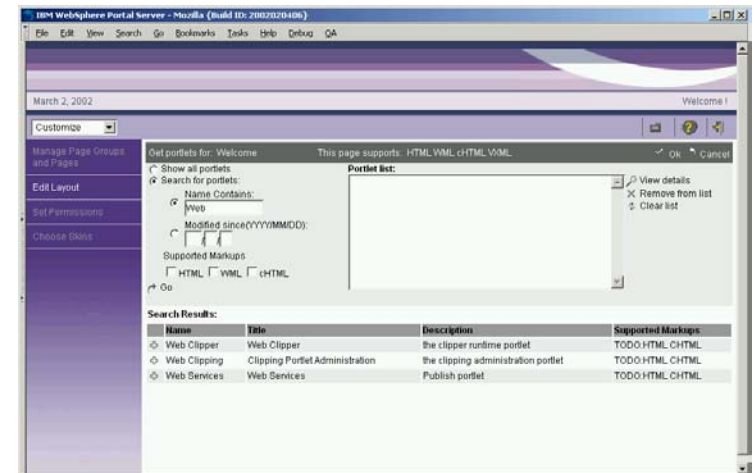 IBM WebSphere Portal Server - Mozilla {Build ID: 2002020406}
File Edit View Search Go Bookmarks Tasks Help Debug QA
March 2, 2002 Welcome !
Customize
Manage Page Groups and Pages
Edit Layout
Set Permissions
Choose Skins
Get portlets for: Welcome This page supports: HTML WML cHTML VXML Ok Cancel
Show all portlets
Search for portlets:
Name Contains:
Web
Modified since(YYYY/MM/DD):
/ /
Supported Markups
HTML WML cHTML
Go
Portlet list:
View details
Remove from list
Clear list
Search Results:
Name Title Description Supported Markups
Web Clipper Web Clipper the clipper runtime portlet TODO:HTML CHTML
Web Clipping Clipping Portlet Administration the clipping administration portlet TODO:HTML CHTML
Web Services Web Services Publish portlet TODO:HTML CHTML